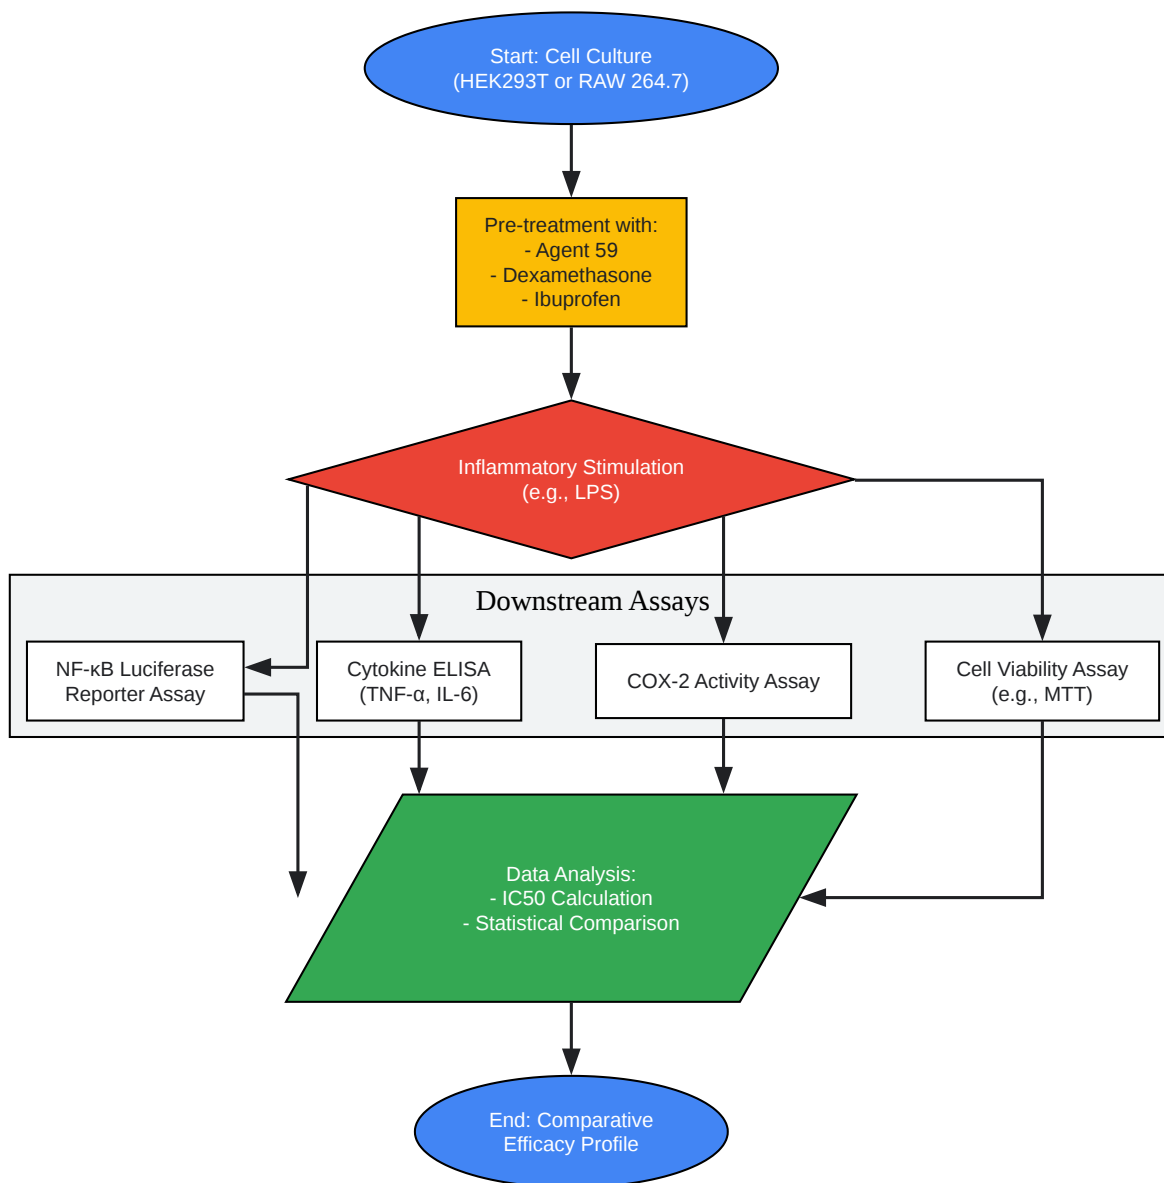 Start: Cell Culture
(HEK293T or RAW 264.7)
Pre-treatment with:
- Agent 59
- Dexamethasone
- Ibuprofen
Inflammatory Stimulation
(e.g., LPS)
Downstream Assays
NF-κB Luciferase
Reporter Assay
Cytokine ELISA
(TNF-α, IL-6)
COX-2 Activity Assay
Cell Viability Assay
(e.g., MTT)
Data Analysis:
- IC50 Calculation
- Statistical Comparison
End: Comparative
Efficacy Profile